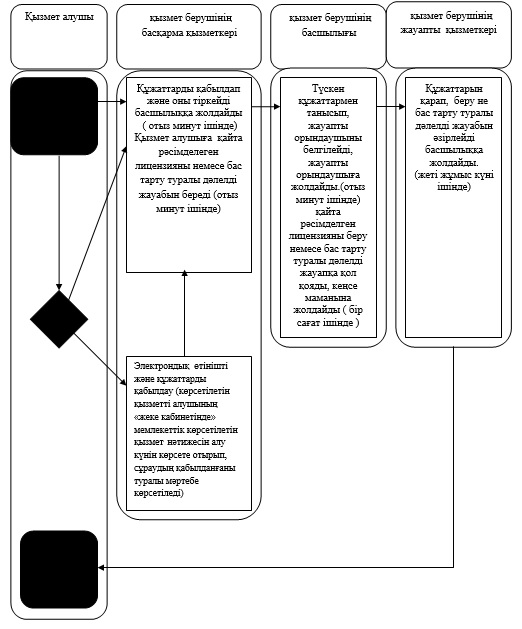 Қызмет алушы
қызмет берушінің
басқарма қызметкері
қызмет берушінің
басшылығы
қызмет берушінің
жауапты қызметкері
Құжаттарды қабылдап
және оны тіркейді
басшылыққа жолдайды
( отыз минут ішінде)
Қызмет алушыға қайта
рәсімделеген
лицензияны немесе бас
тарту туралы дәлелді
жауабын береді (отыз
минут ішінде)
Түскен
құжаттармен
танысып,
жауапты
орындаушыны
белгілейді,
жауапты
орындаушыға
жолдайды.(отыз
минут ішінде)
қайта
рәсімделген
лицензияны беру
немесе бас тарту
туралы дәлелді
жауапқа қол
қояды, кеңсе
маманына
жолдайды ( бір
сағат ішінде )
Құжаттарын
қарап, беру не
бас тарту туралы
дәлелді жауабын
әзірлейді
басшылыққа
жолдайды.
(жеті жұмыс күні
ішінде)
Электрондық өтінішті
және құжаттарды
қабылдау (көрсетілетін
қызметті алушының
«жеке кабинетінде»
мемлекеттік көрсетілетін
қызмет нәтижесін алу
күнін көрсете отырып,
сұраудың қабылданғаны
туралы мәртебе
көрсетіледі)